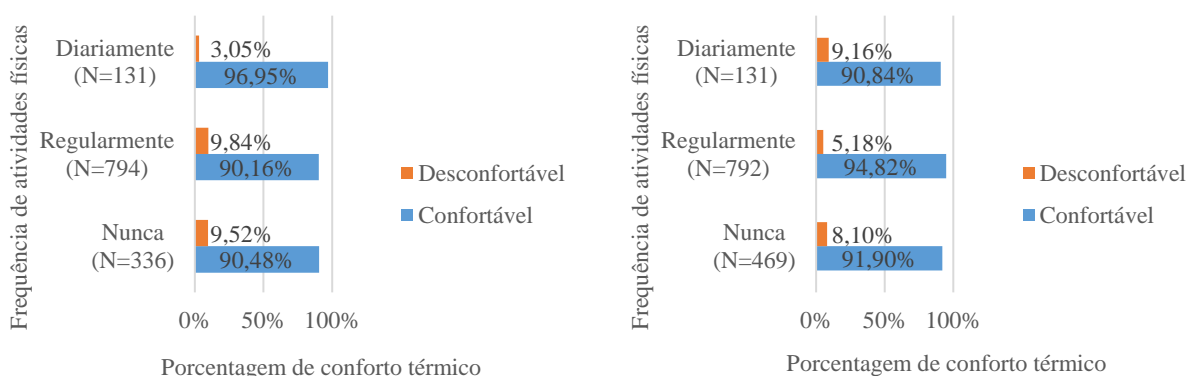 Frequência de atividades físicas
Diariamente
(N=131)
3,05%
96,95%
Regularmente
(N=794)
9,84%
90,16%
Nunca
(N=336)
9,52%
90,48%
0%
50%
100%
Porcentagem de conforto térmico
Desconfortável
Confortável
Frequência de atividades físicas
Diariamente
(N=131)
9,16%
90,84%
Regularmente
(N=792)
5,18%
94,82%
Nunca
(N=469)
8,10%
91,90%
0%
50%
100%
Porcentagem de conforto térmico
Desconfortável
Confortável